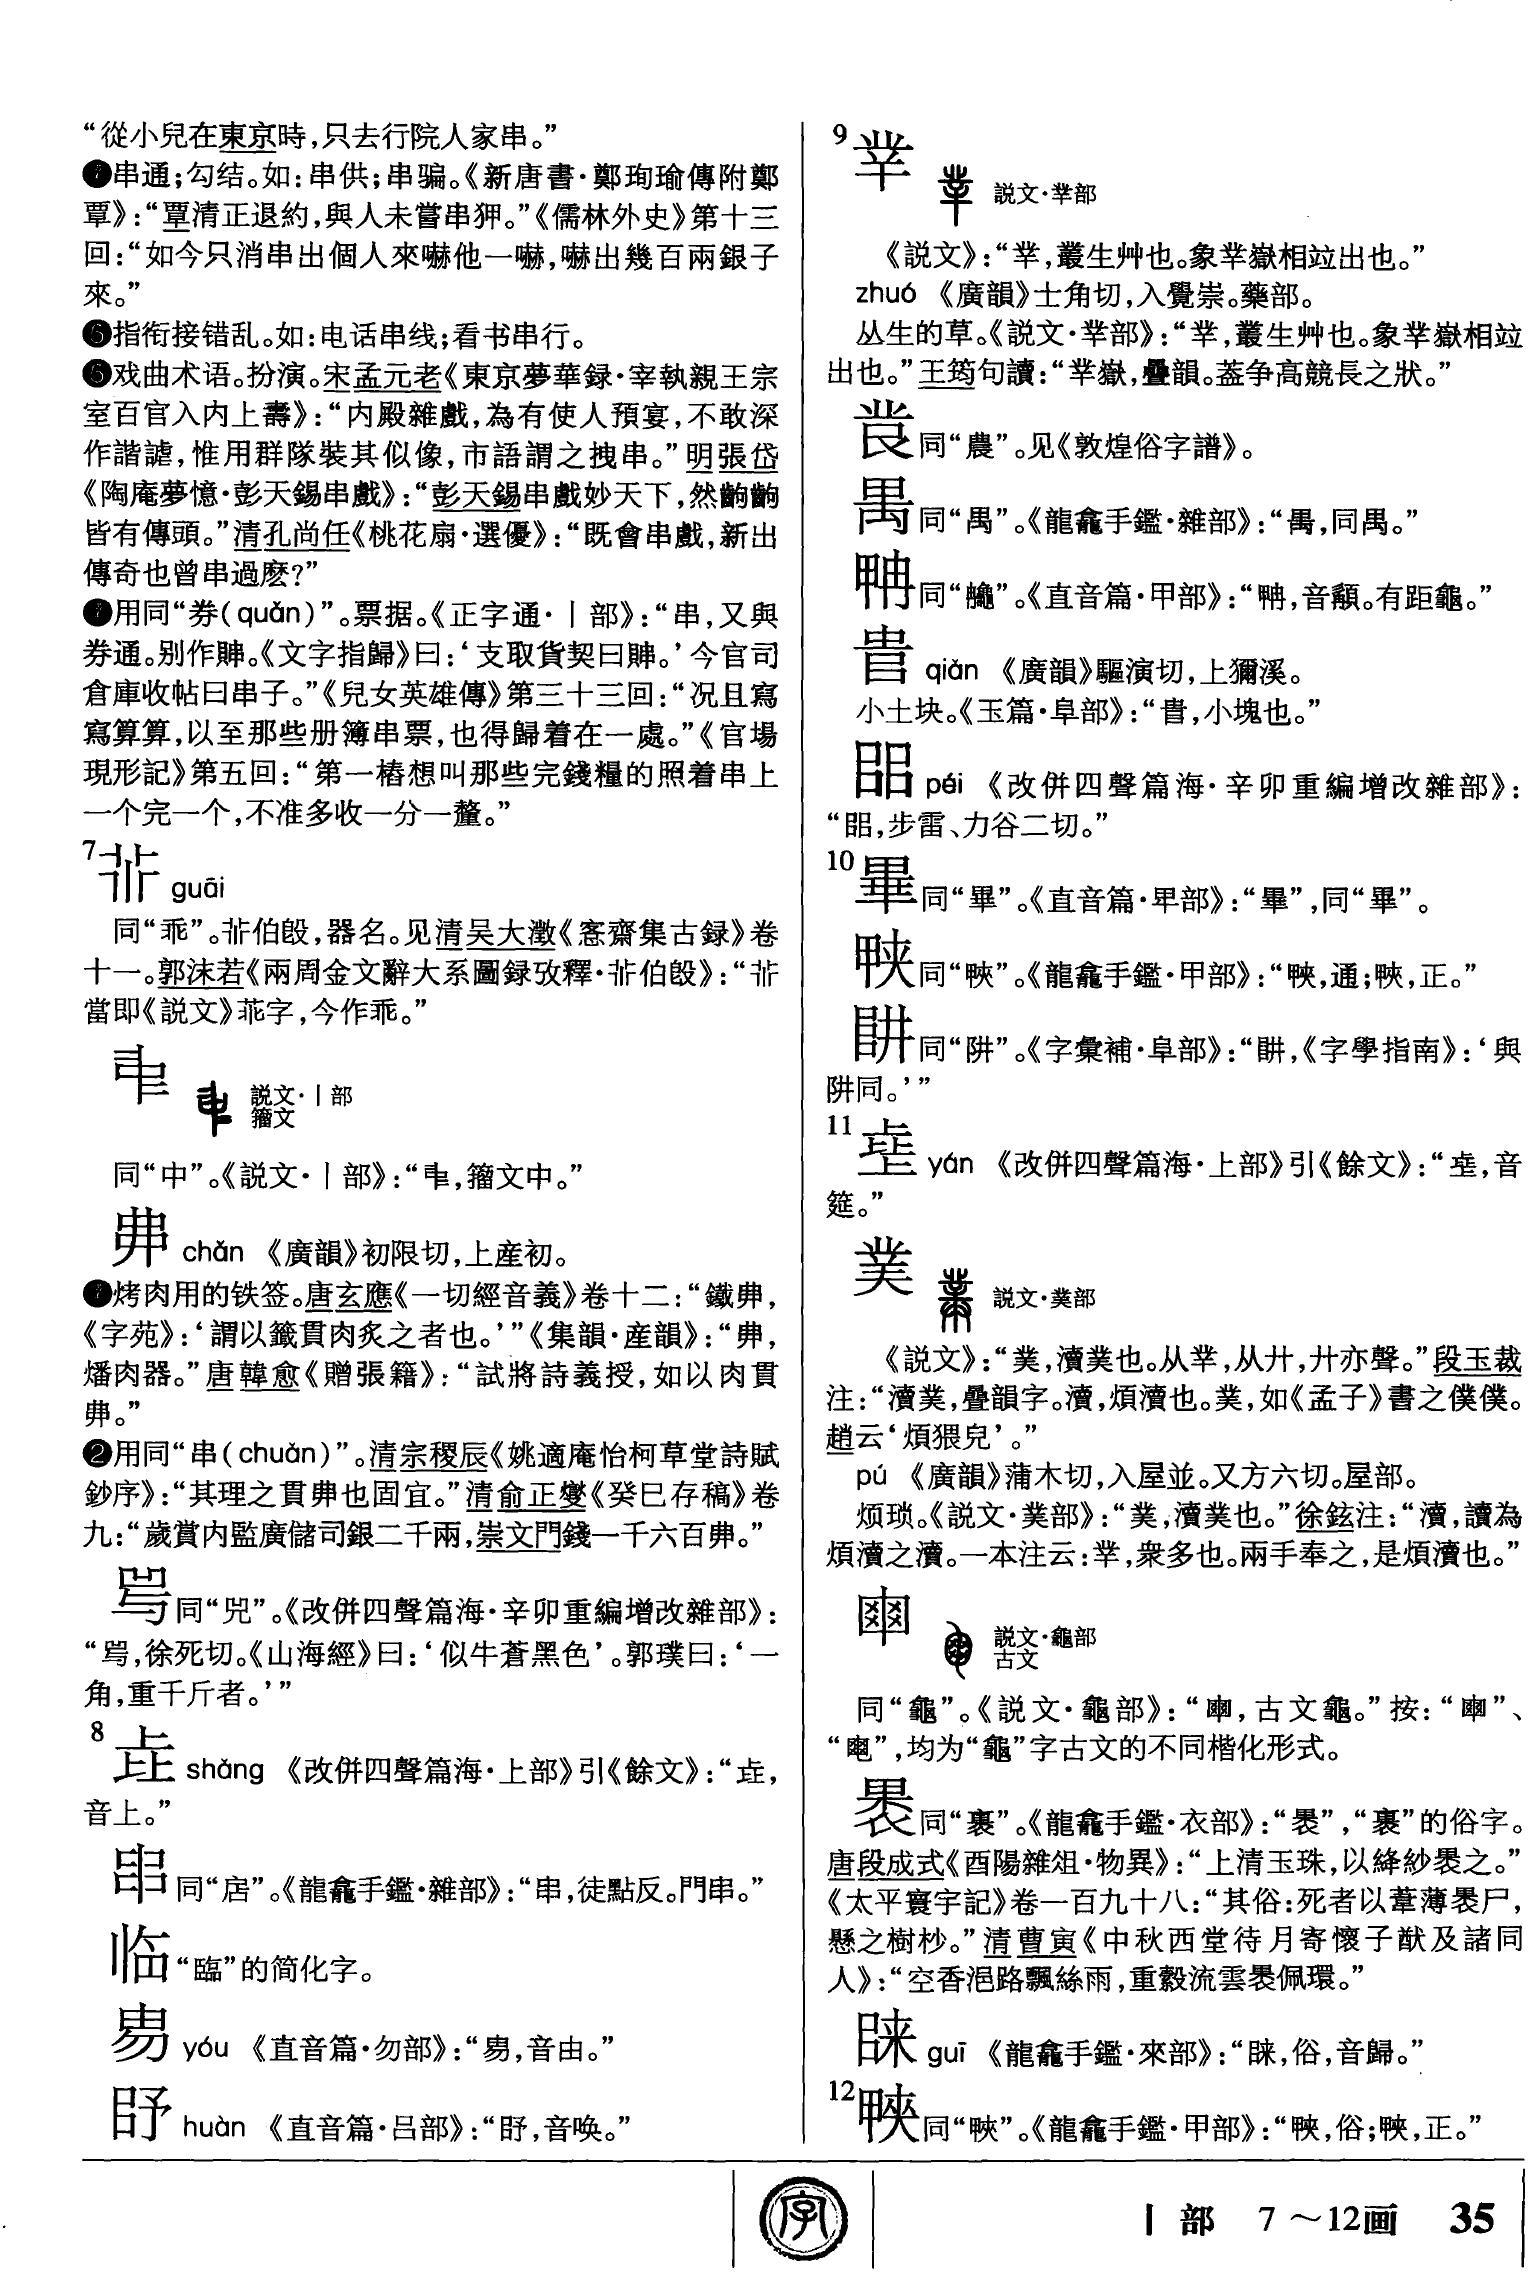 “從小兒在東京時，只去行院人家串。”
❼串通；勾结。如：串供；串骗。《新唐書·鄭珣瑜傳附鄭
覃》：“覃清正退約，與人未嘗串狎。”《儒林外史》第十三
回：“如今只消串出個人來嚇他一嚇，嚇出幾百兩銀子
來。”
❺指衔接错乱。如：电话串线；看书串行。
❻戏曲术语。扮演。宋孟元老《東京夢華録·宰執親王宗
室百官入内上壽》：“内殿雜戲，為有使人預宴，不敢深
作諧謔，惟用群隊裝其似像，市語謂之拽串。”明張岱
《陶庵夢憶·彭天錫串戲》：“彭天錫串戲妙天下，然齣齣
皆有傳頭。”清孔尚任《桃花扇·選優》：“既會串戲，新出
傳奇也曾串過麽？”
❼用同“券(quǎn)”。票据。《正字通·丨部》：“串，又與
券通。别作賗。《文字指歸》曰：‘支取貨契曰賗。’今官司
倉庫收帖曰串子。”《兒女英雄傳》第三十三回：“况且寫
寫算算，以至那些册簿串票，也得歸着在一處。”《官場
現形記》第五回：“第一樁想叫那些完錢糧的照着串上
一个完一个，不准多收一分一釐。”
7 guāi
同“乖”。伯㲃，器名。见清吴大澂《愙齋集古録》卷
十一。郭沫若《兩周金文辭大系圖録攷釋·伯㲃》：“
當即《説文》字，今作乖。”
説文·丨部
籀文
同“中”。《説文·丨部》：“，籀文中。”
丳 chǎn 《廣韻》初限切，上産初。
❶烤肉用的铁签。唐玄應《一切經音義》卷十二：“鐵丳，
《字苑》：‘謂以籤貫肉炙之者也。’”《集韻·産韻》：“丳，
燔肉器。”唐韓愈《贈張籍》：“試將詩義授，如以肉貫
丳。”
❷用同“串(chuàn)”。清宗稷辰《姚適庵怡柯草堂詩賦
鈔序》：“其理之貫丳也固宜。”清俞正燮《癸巳存稿》卷
九：“歲賞内監廣儲司銀二千兩，崇文門錢一千六百丳。”
同“兕”。《改併四聲篇海·辛卯重編增改雜部》：
“，徐死切。《山海經》曰：‘似牛蒼黑色’。郭璞曰：‘一
角，重千斤者。’”
8 shǎng 《改併四聲篇海·上部》引《餘文》：“，
音上。”
同“扂”。《龍龕手鑑·雜部》：“，徒點反。門。”
临“臨”的简化字。
yóu 《直音篇·勿部》：“，音由。”
huàn 《直音篇·吕部》：“，音唤。”
9 丵
説文·丵部
《説文》：“丵，叢生艸也。象丵嶽相竝出也。”
zhuó 《廣韻》士角切，入覺崇。藥部。
丛生的草。《説文·丵部》：“丵，叢生艸也。象丵嶽相竝
出也。”王筠句讀：“丵嶽，疊韻。葢争高競長之狀。”
同“農”。见《敦煌俗字譜》。
同“禺”。《龍龕手鑑·雜部》：“，同禺。”
同“”。《直音篇·甲部》：“，音䫇。有距龜。”
qiǎn 《廣韻》驅演切，上獮溪。
小土块。《玉篇·阜部》：“，小塊也。”
péi 《改併四聲篇海·辛卯重編增改雜部》：
“，步雷、力谷二切。”
10 同“畢”。《直音篇·甲部》：“”，同“畢”。
同“”。《龍龕手鑑·甲部》：“，通；，正。”
同“阱”。《字彙補·阜部》：“，《字學指南》：‘與
阱同。’”
11 yán 《改併四聲篇海·上部》引《餘文》：“，音
筵。”
菐
説文·菐部
《説文》：“菐，瀆菐也。从丵，从廾，廾亦聲。”段玉裁
注：“瀆菐，疊韻字。瀆，煩瀆也。菐，如《孟子》書之僕僕。
趙云‘煩猥皃’。”
pú 《廣韻》蒲木切，入屋並。又方六切。屋部。
烦琐。《説文·菐部》：“菐，瀆菐也。”徐鉉注：“瀆，讀為
煩瀆之瀆。一本注云：丵，衆多也。兩手奉之，是煩瀆也。”
説文·龜部
古文
同“龜”。《説文·龜部》：“，古文龜。”按：“”、
“”，均为“龜”字古文的不同楷化形式。
同“裹”。《龍龕手鑑·衣部》：“”，“裹”的俗字。
唐段成式《酉陽雜俎·物異》：“上清玉珠，以絳紗之。”
《太平寰宇記》卷一百九十八：“其俗：死者以葦薄尸，
懸之樹杪。”清曹寅《中秋西堂待月寄懷子猷及諸同
人》：“空香浥路飄絲雨，重縠流雲佩環。”
guī 《龍龕手鑑·來部》：“，俗，音歸。”
12 同“”。《龍龕手鑑·甲部》：“，俗；，正。”
字
丨部 7～12画 35